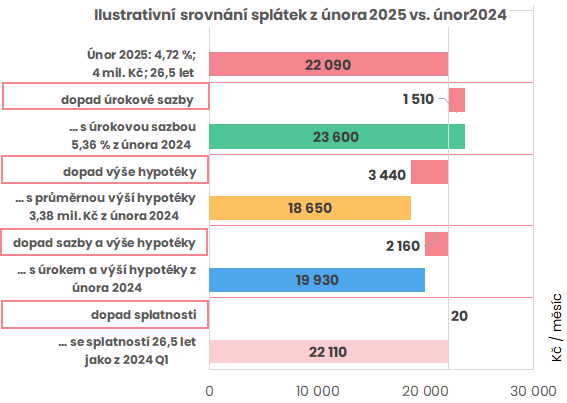 Ilustrativní srovnání splátek z února 2025 vs. únor2024
Únor 2025: 4,72 %;
4 mil. Kč; 26,5 let
22 090
dopad úrokové sazby
1 510
... s úrokovou sazbou
5,36 % z února 2024
23 600
dopad výše hypotéky
3 440
... s průměrnou výší hypotéky
3,38 mil. Kč z února 2024
18 650
dopad sazby a výše hypotéky
2 160
... s úrokem a výší hypotéky z
února 2024
19 930
dopad splatnosti
20
... se splatností 26,5 let
jako z 2024 Q1
22 110
0 10 000 20 000 30 000
Kč / měsíc